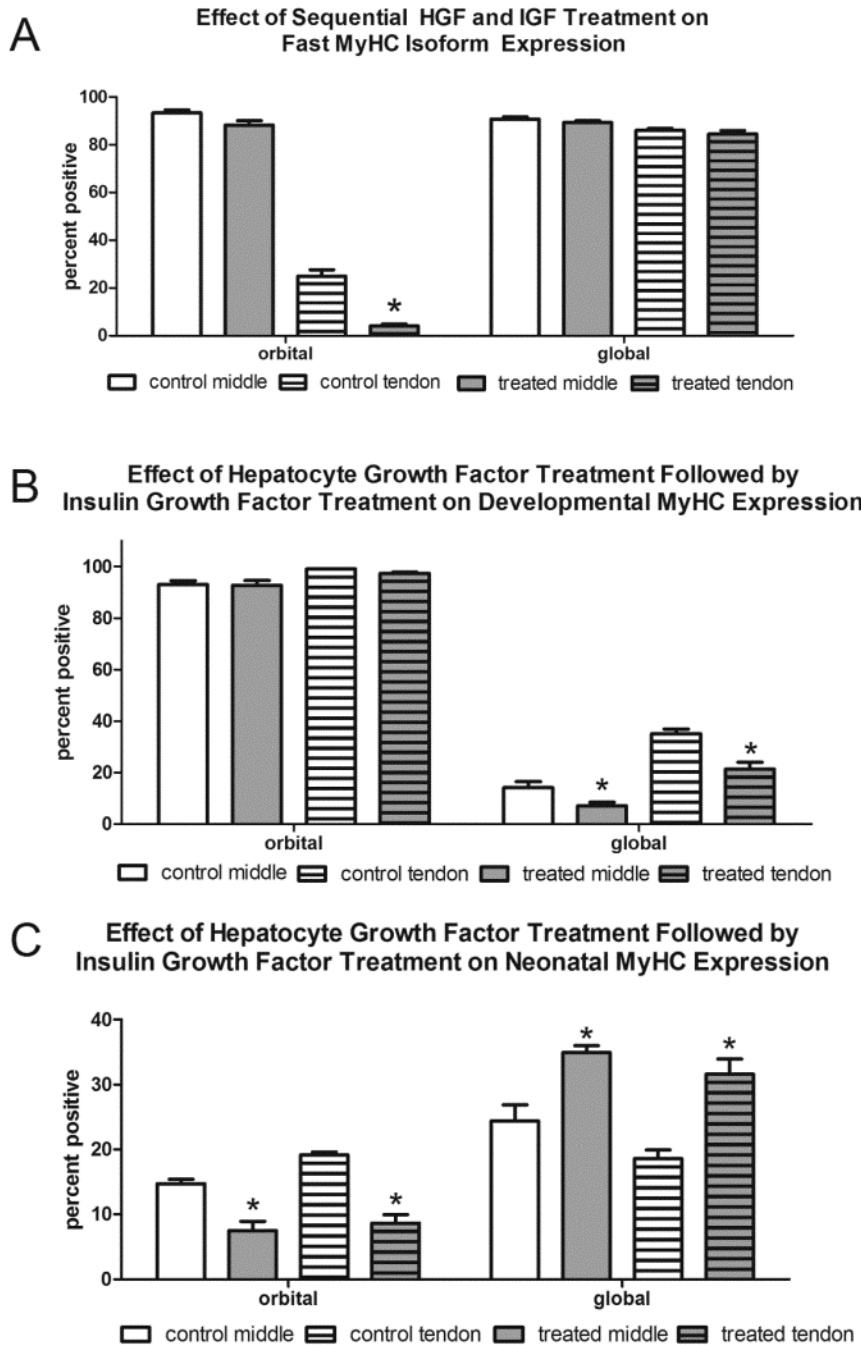 A
Effect of Sequential HGF and IGF Treatment on
Fast MyHC Isoform Expression
percent positive
100
80
60
40
20
0
*
orbital
global
control middle
control tendon
treated middle
treated tendon
B
Effect of Hepatocyte Growth Factor Treatment Followed by
Insulin Growth Factor Treatment on Developmental MyHC Expression
percent positive
100
80
60
40
20
0
*
*
orbital
global
control middle
control tendon
treated middle
treated tendon
C
Effect of Hepatocyte Growth Factor Treatment Followed by
Insulin Growth Factor Treatment on Neonatal MyHC Expression
percent positive
40
30
20
10
0
*
*
*
*
orbital
global
control middle
control tendon
treated middle
treated tendon